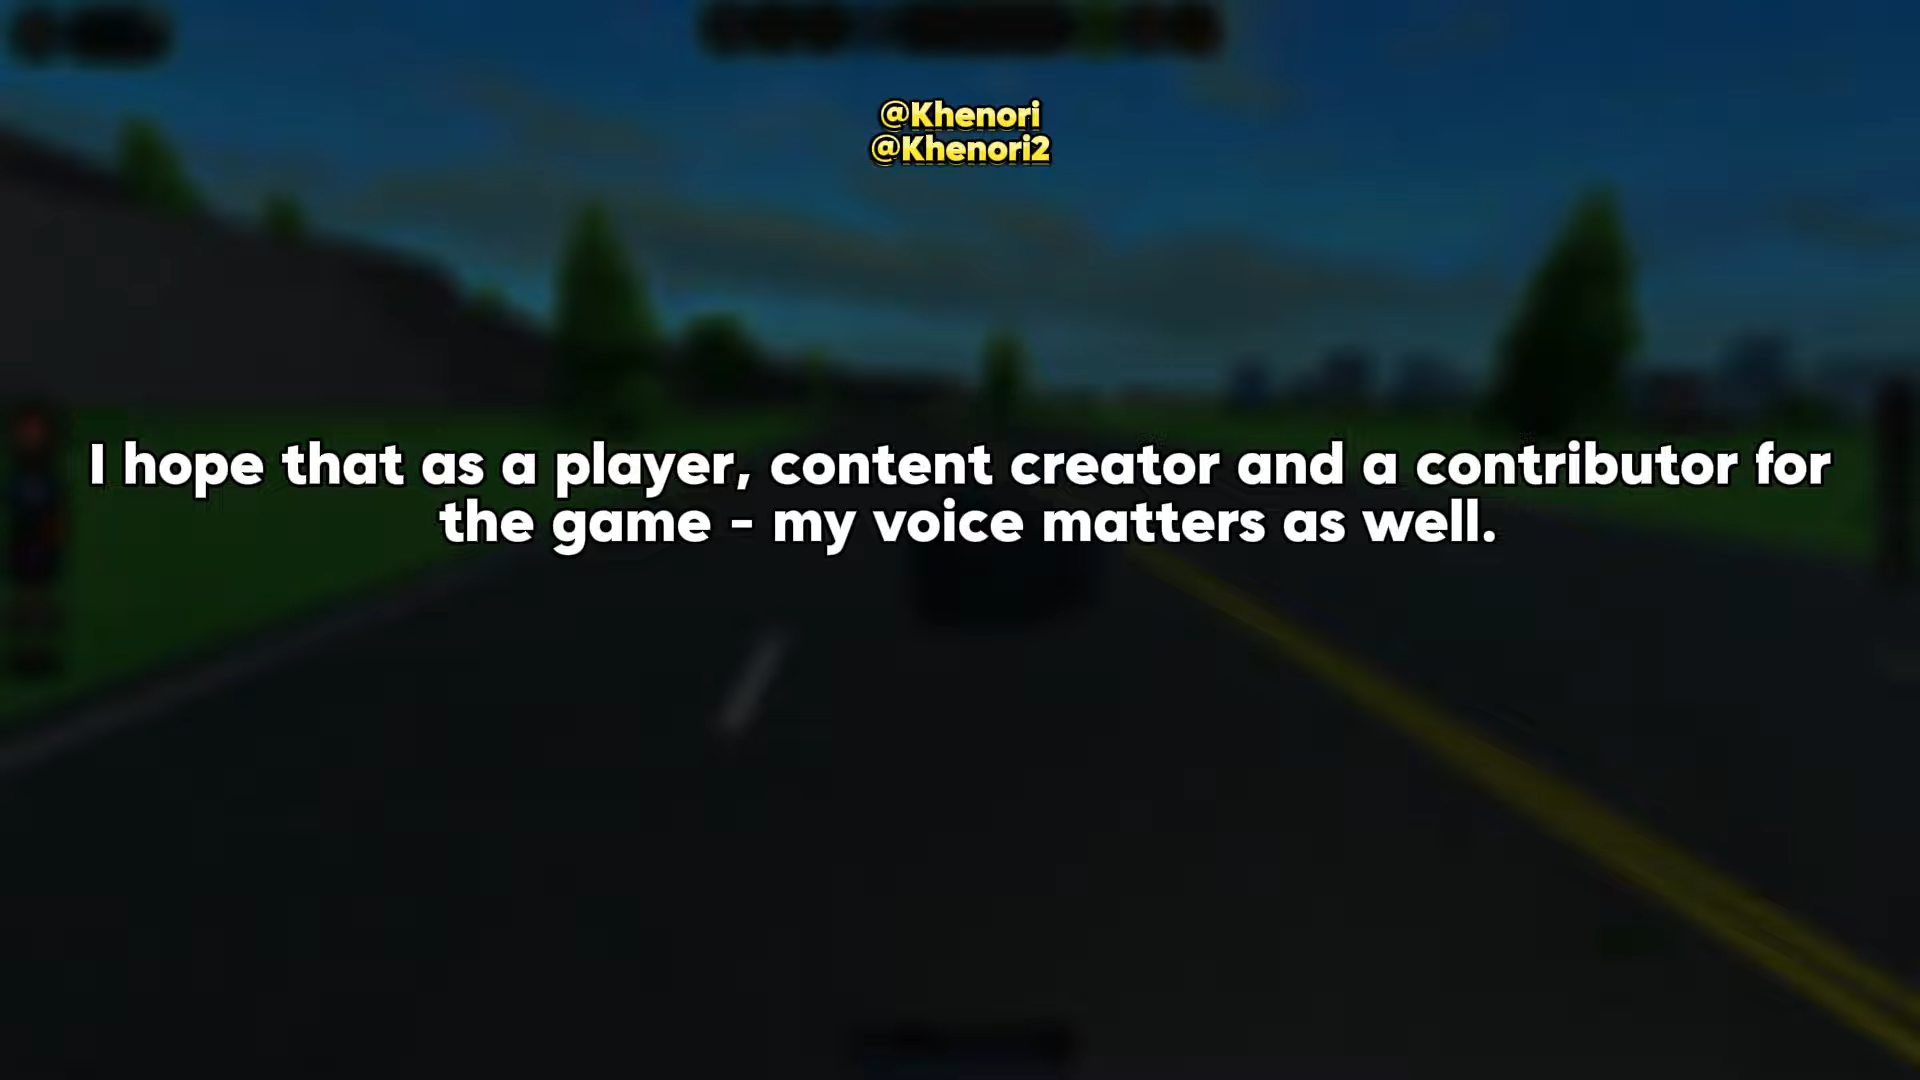 @Khenori
@Khenori2
I hope that as a player, content creator and a contributor for
the game - my voice matters as well.